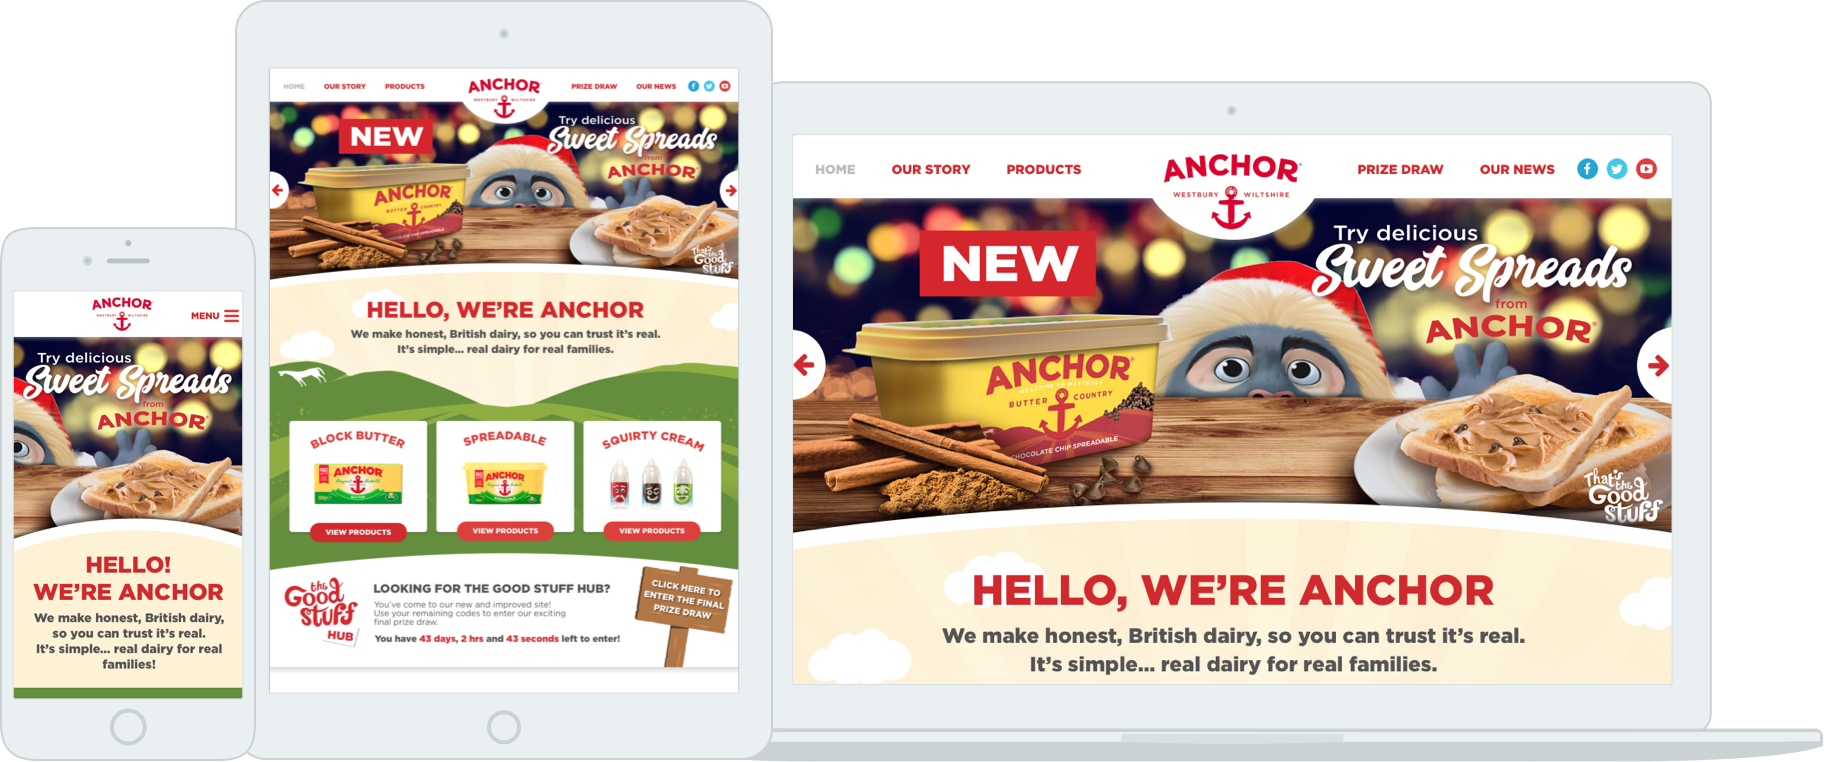 ANCHOR
WESTBURY WILTSHIRE
MENU
Try delicious
Sweet Spreads
from
ANCHOR
HELLO!
WE'RE ANCHOR
We make honest, British dairy,
so you can trust it's real.
It's simple... real dairy for real
families!
HOME OUR STORY PRODUCTS ANCHOR PRIZE DRAW OUR NEWS
WESTBURY WILTSHIRE
NEW
Try delicious
Sweet Spreads
from
ANCHOR
ANCHOR
BUTTER COUNTRY
CHOCOLATE CHIP SPREADABLE
That's
the
Good
stuff
HELLO, WE'RE ANCHOR
We make honest, British dairy, so you can trust it's real.
It's simple... real dairy for real families.
BLOCK BUTTER SPREADABLE SQUIRTY CREAM
ANCHOR ANCHOR
VIEW PRODUCTS VIEW PRODUCTS VIEW PRODUCTS
the
Good
stuff
HUB
LOOKING FOR THE GOOD STUFF HUB?
You've come to our new and improved site!
Use your remaining codes to enter our exciting
final prize draw.
You have 43 days, 2 hrs and 43 seconds left to enter!
CLICK HERE TO
ENTER THE FINAL
PRIZE DRAW
HOME OUR STORY PRODUCTS ANCHOR PRIZE DRAW OUR NEWS
WESTBURY WILTSHIRE
NEW
Try delicious
Sweet Spreads
from
ANCHOR
ANCHOR
WELCOME TO WESTBURY
BUTTER COUNTRY
CHOCOLATE CHIP SPREADABLE
That's
the
Good
stuff
HELLO, WE'RE ANCHOR
We make honest, British dairy, so you can trust it's real.
It's simple... real dairy for real families.